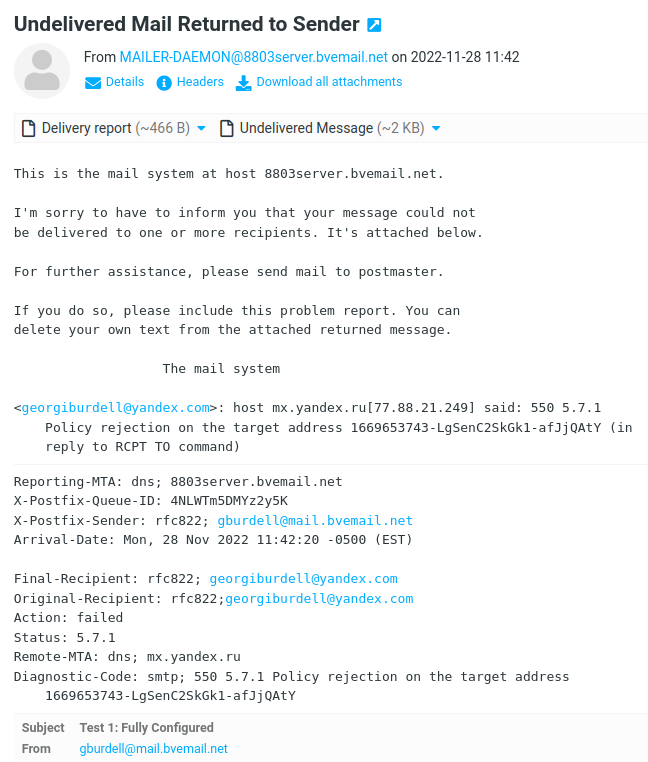 Undelivered Mail Returned to Sender
From MAILER-DAEMON@8803server.bvemail.net on 2022-11-28 11:42
Details Headers Download all attachments
Delivery report (~466 B) Undelivered Message (~2 KB)
This is the mail system at host 8803server.bvemail.net.
I'm sorry to have to inform you that your message could not
be delivered to one or more recipients. It's attached below.
For further assistance, please send mail to postmaster.
If you do so, please include this problem report. You can
delete your own text from the attached returned message.
The mail system
<georgiburdell@yandex.com>: host mx.yandex.ru[77.88.21.249] said: 550 5.7.1
Policy rejection on the target address 1669653743-LgSenC2SkGk1-afJjQAtY (in
reply to RCPT TO command)
Reporting-MTA: dns; 8803server.bvemail.net
X-Postfix-Queue-ID: 4NLWTm5DMYz2y5K
X-Postfix-Sender: rfc822; gburdell@mail.bvemail.net
Arrival-Date: Mon, 28 Nov 2022 11:42:20 -0500 (EST)
Final-Recipient: rfc822; georgiburdell@yandex.com
Original-Recipient: rfc822;georgiburdell@yandex.com
Action: failed
Status: 5.7.1
Remote-MTA: dns; mx.yandex.ru
Diagnostic-Code: smtp; 550 5.7.1 Policy rejection on the target address
1669653743-LgSenC2SkGk1-afJjQAtY
Subject Test 1: Fully Configured
From gburdell@mail.bvemail.net